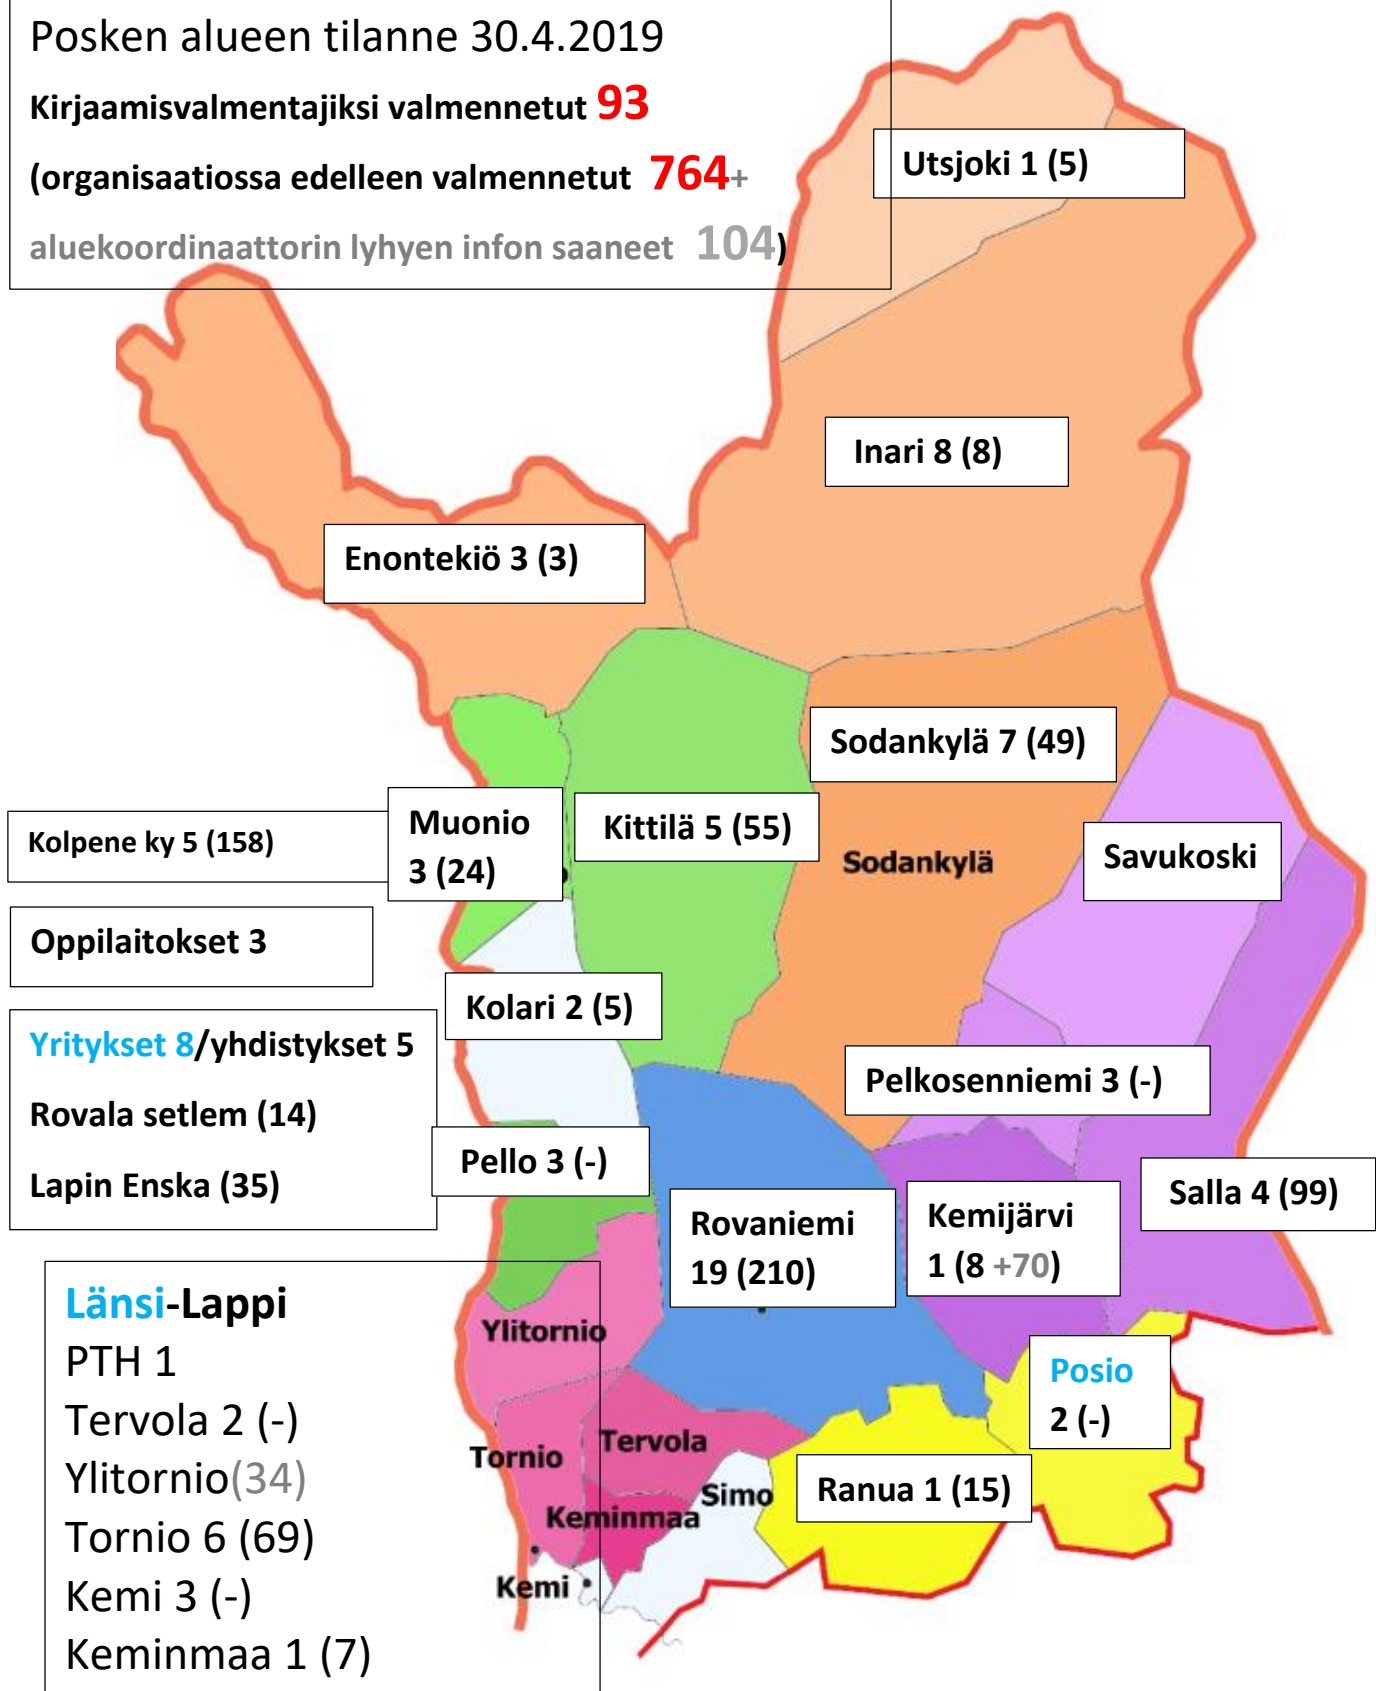 Posken alueen tilanne 30.4.2019
Kirjaamisvalmentajiksi valmennetut 93
(organisaatiossa edelleen valmennetut 764+
aluekoordinaattorin lyhyen infon saaneet 104)
Utsjoki 1 (5)
Inari 8 (8)
Enontekiö 3 (3)
Sodankylä 7 (49)
Muonio
3 (24)
Kittilä 5 (55)
Kolpene ky 5 (158)
Sodankylä
Savukoski
Oppilaitokset 3
Kolari 2 (5)
Yritykset 8/yhdistykset 5
Rovala setlem (14)
Lapin Enska (35)
Pelkosenniemi 3 (-)
Pello 3 (-)
Rovaniemi
19 (210)
Kemijärvi
1 (8 +70)
Salla 4 (99)
Länsi-Lappi
PTH 1
Tervola 2 (-)
Ylitornio(34)
Tornio 6 (69)
Kemi 3 (-)
Keminmaa 1 (7)
Ylitornio
Posio
2 (-)
Tornio
Tervola
Simo
Ranua 1 (15)
Keminmaa
Kemi